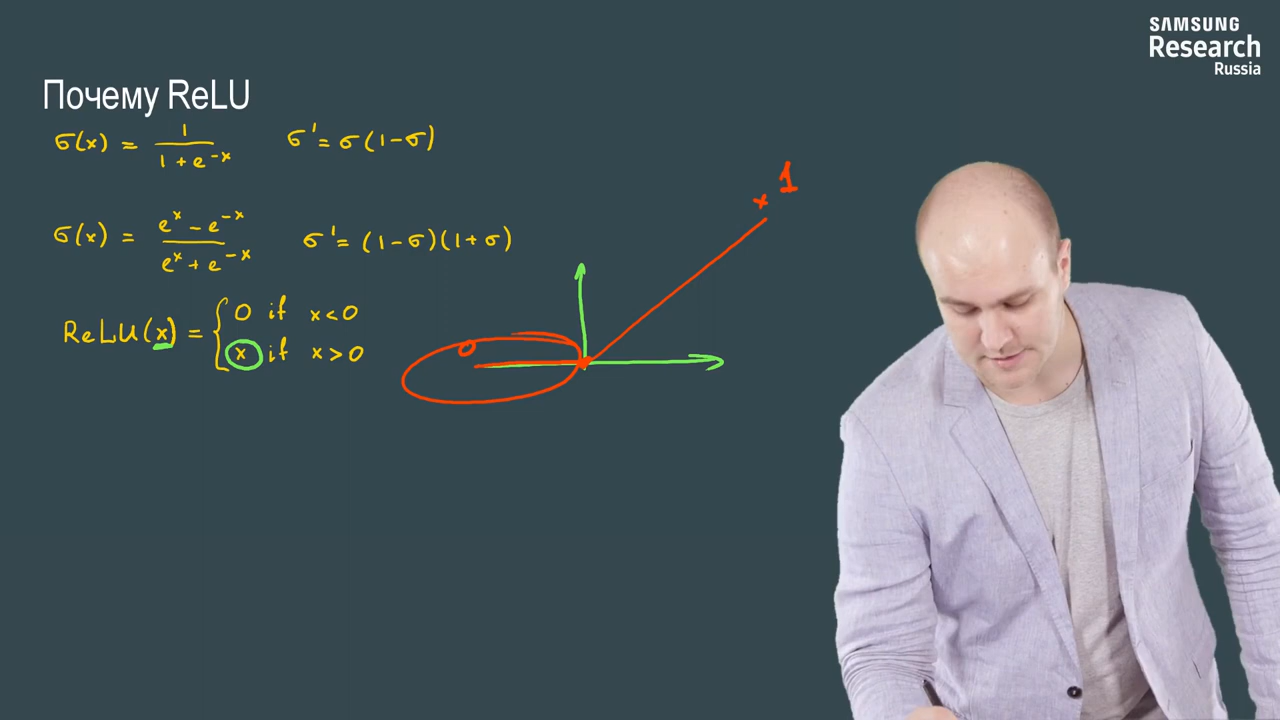 SAMSUNG
Research
Russia
Почему ReLU
σ(x) = 1 / (1 + e^-x)    σ' = σ(1-σ)
σ(x) = (e^x - e^-x) / (e^x + e^-x)    σ' = (1-σ)(1+σ)
ReLU(x) = { 0 if x<0
x if x>0
0
x 1